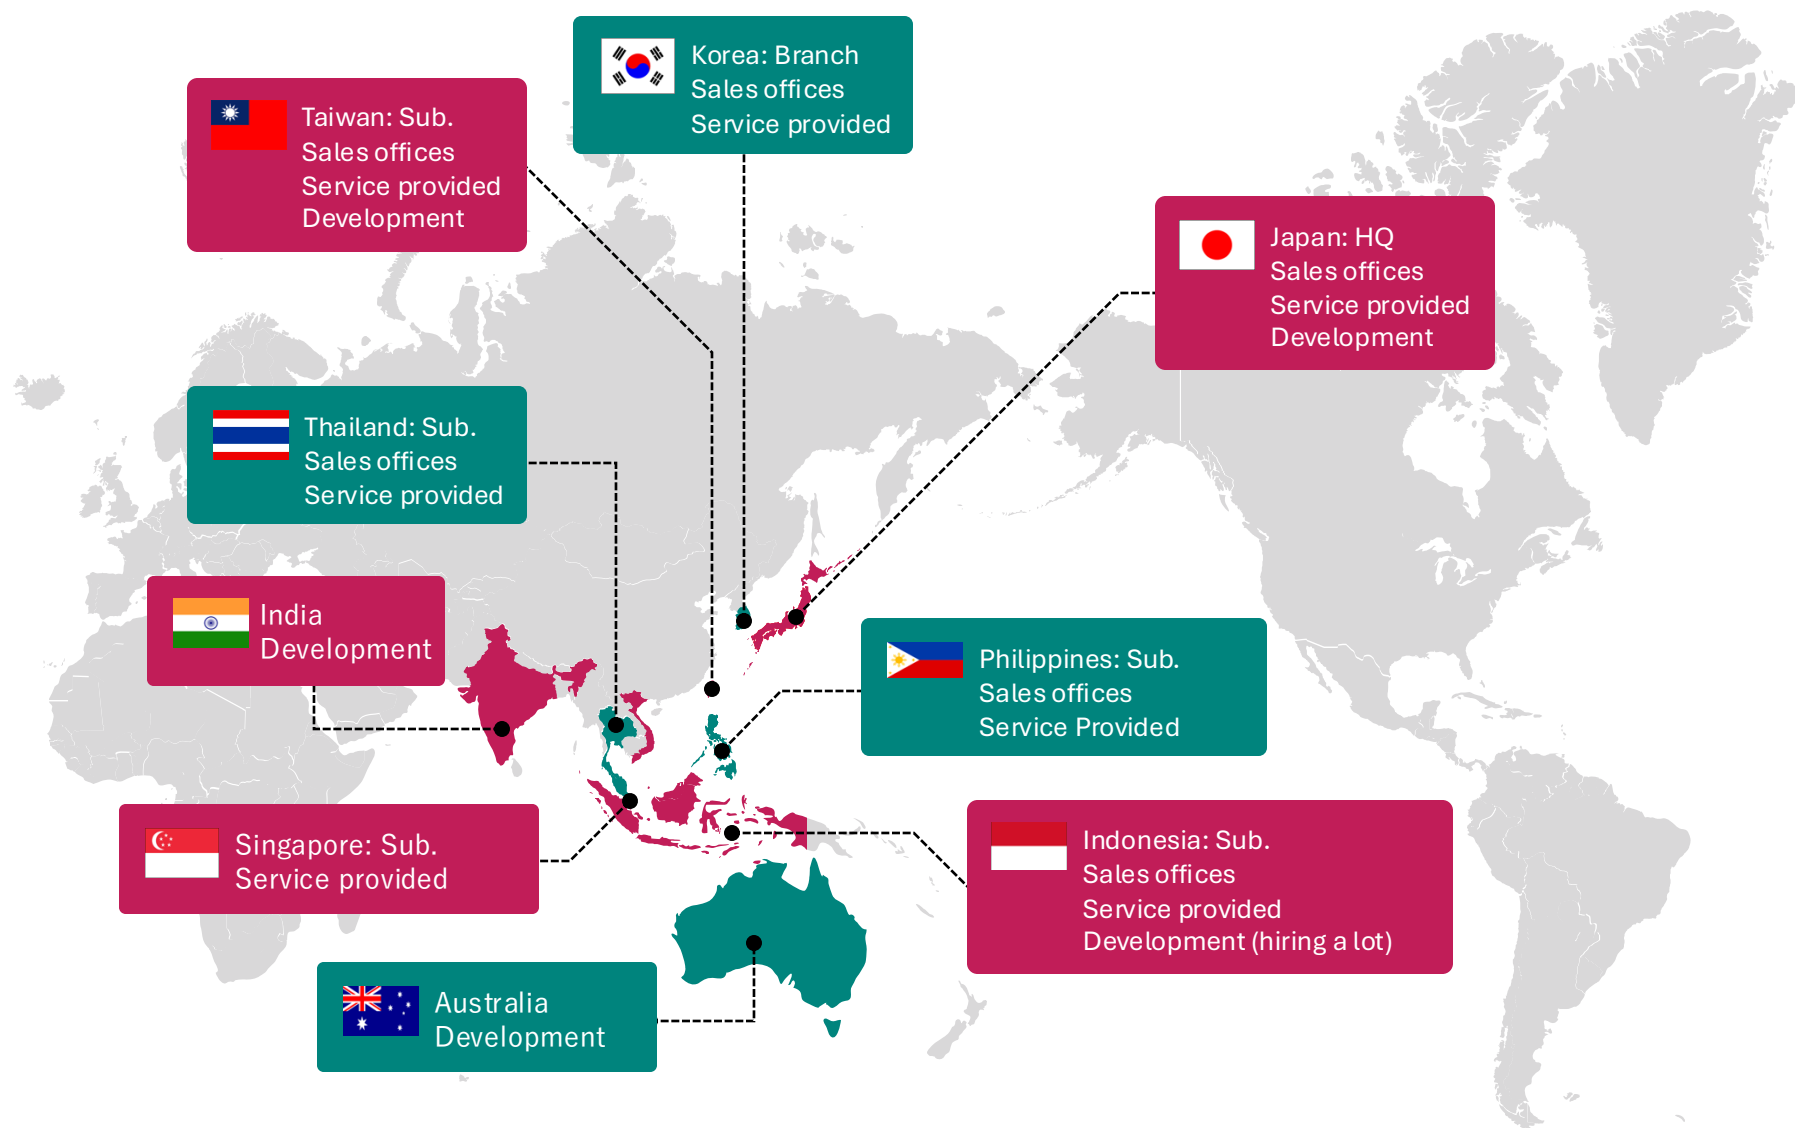 Korea: Branch
Sales offices
Service provided
Taiwan: Sub.
Sales offices
Service provided
Development
Japan: HQ
Sales offices
Service provided
Development
Thailand: Sub.
Sales offices
Service provided
India
Development
Philippines: Sub.
Sales offices
Service Provided
Singapore: Sub.
Service provided
Indonesia: Sub.
Sales offices
Service provided
Development (hiring a lot)
Australia
Development